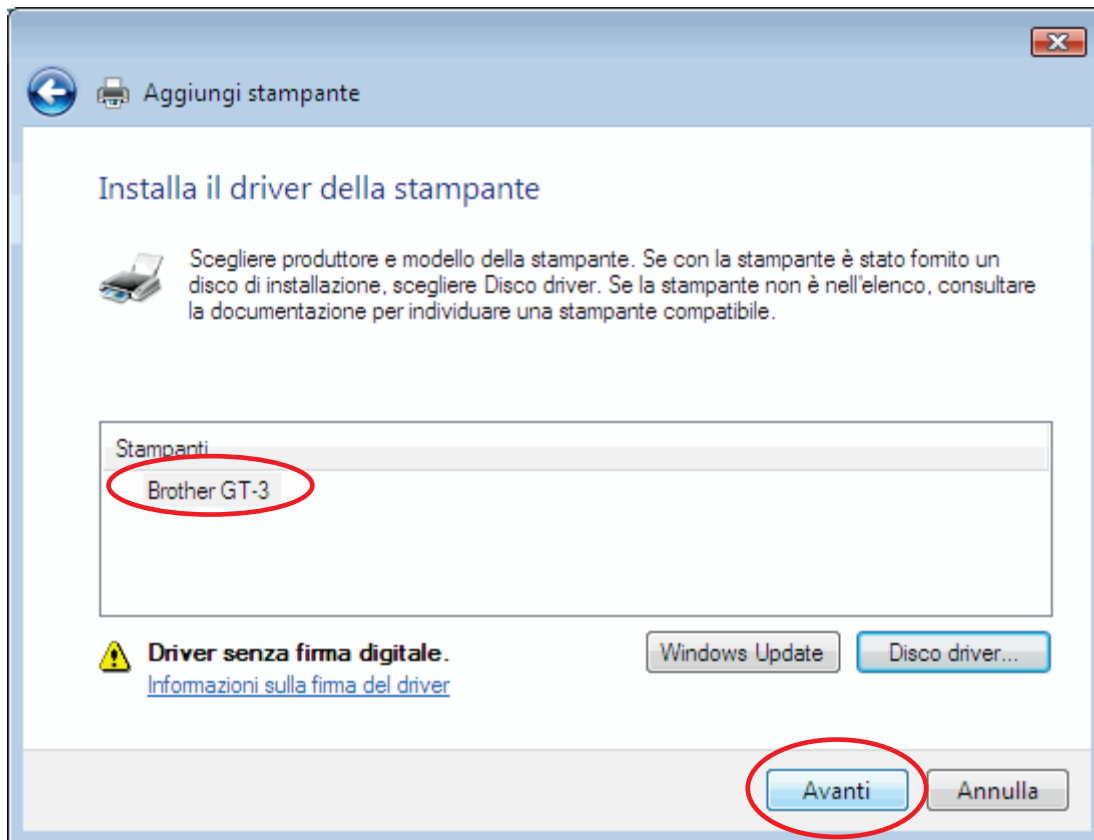 Aggiungi stampante
Installa il driver della stampante
Scegliere produttore e modello della stampante. Se con la stampante è stato fornito un
disco di installazione, scegliere Disco driver. Se la stampante non è nell'elenco, consultare
la documentazione per individuare una stampante compatibile.
Stampanti
Brother GT-3
Driver senza firma digitale.
Informazioni sulla firma del driver
Windows Update
Disco driver...
Avanti
Annulla